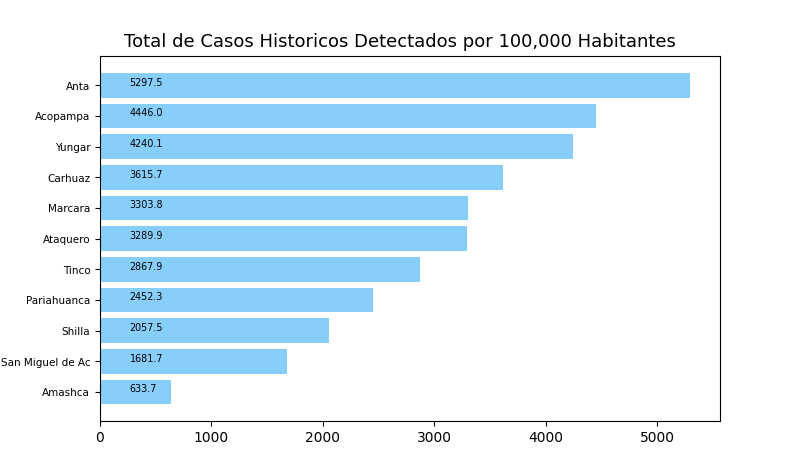 Total de Casos Historicos Detectados por 100,000 Habitantes
Anta 5297.5
Acopampa 4446.0
Yungar 4240.1
Carhuaz 3615.7
Marcara 3303.8
Ataquero 3289.9
Tinco 2867.9
Pariahuanca 2452.3
Shilla 2057.5
San Miguel de Ac 1681.7
Amashca 633.7
0 1000 2000 3000 4000 5000